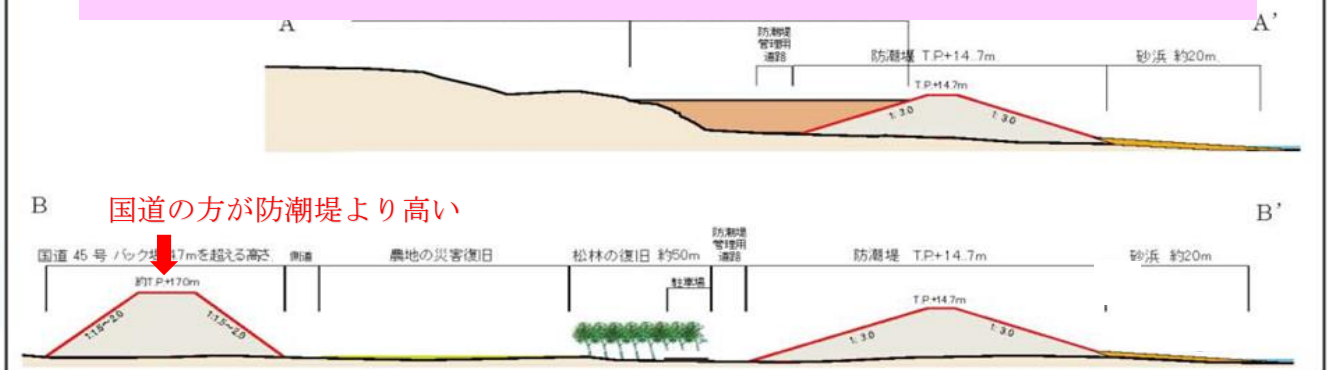 A
A’
防潮堤
管理用
道路
防潮堤 T.P.+14..7m
砂浜 約20m.
T.P.+14.7m
1: 3.0
1: 3.0
B
国道の方が防潮堤より高い
B’
国道 45 号 バック堤 .7mを超える高さ
側道
農地の災害復旧
松林の復旧 約50m
防潮堤
管理用
道路
防潮堤 T.P.+14..7m
砂浜 約20m
駐車場
約T.P.+17.0m
T.P.+14.7m
1:1.5~2.0
1:1.5~2.0
1: 3.0
1: 3.0